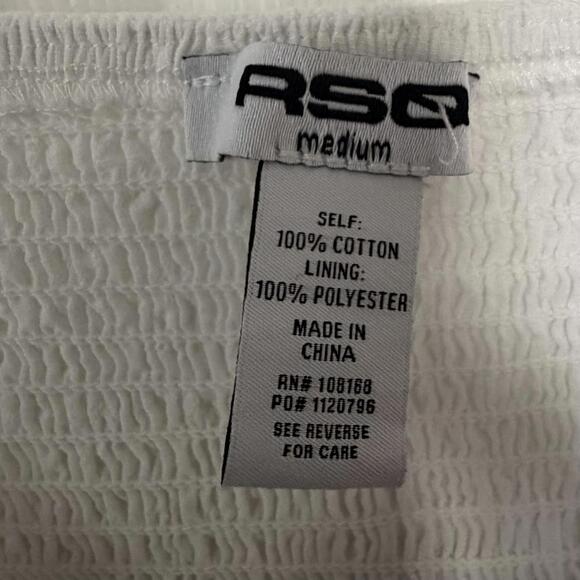 RSQ
medium
SELF:
100% COTTON
LINING:
100% POLYESTER
MADE IN
CHINA
RN# 108168
PO# 1120796
SEE REVERSE
FOR CARE